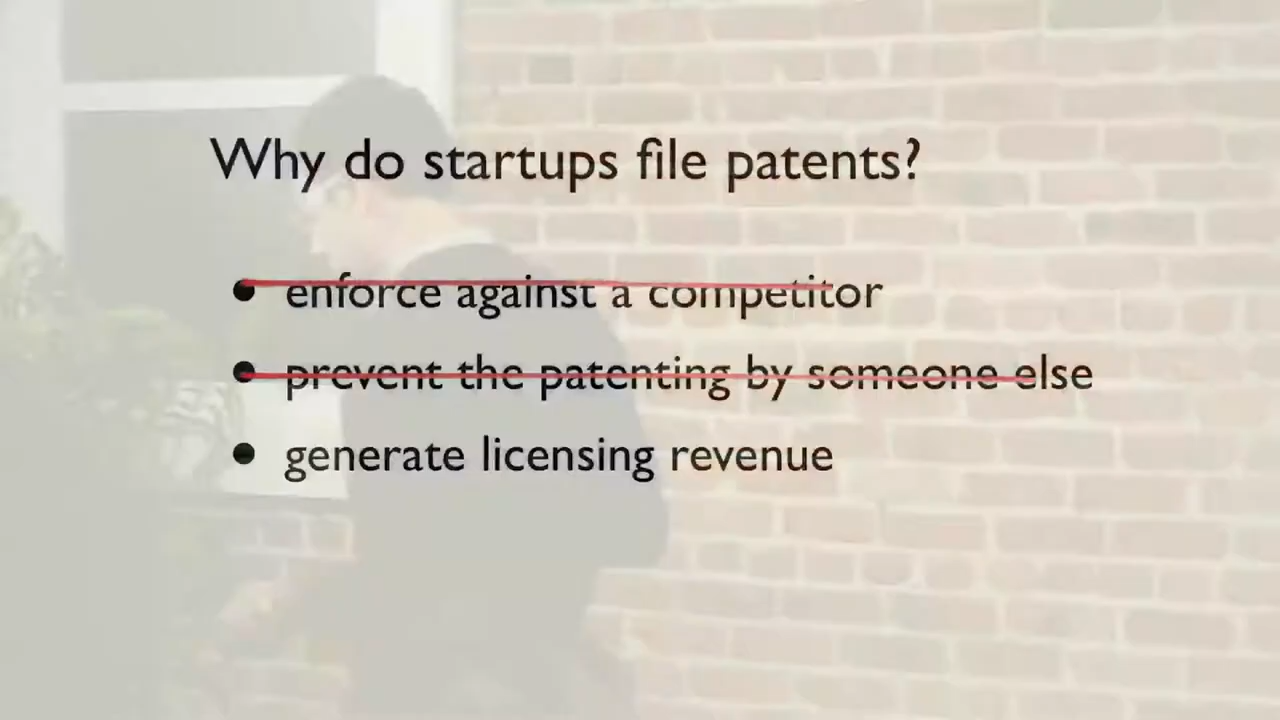 Why do startups file patents?
enforce against a competitor
prevent the patenting by someone else
generate licensing revenue